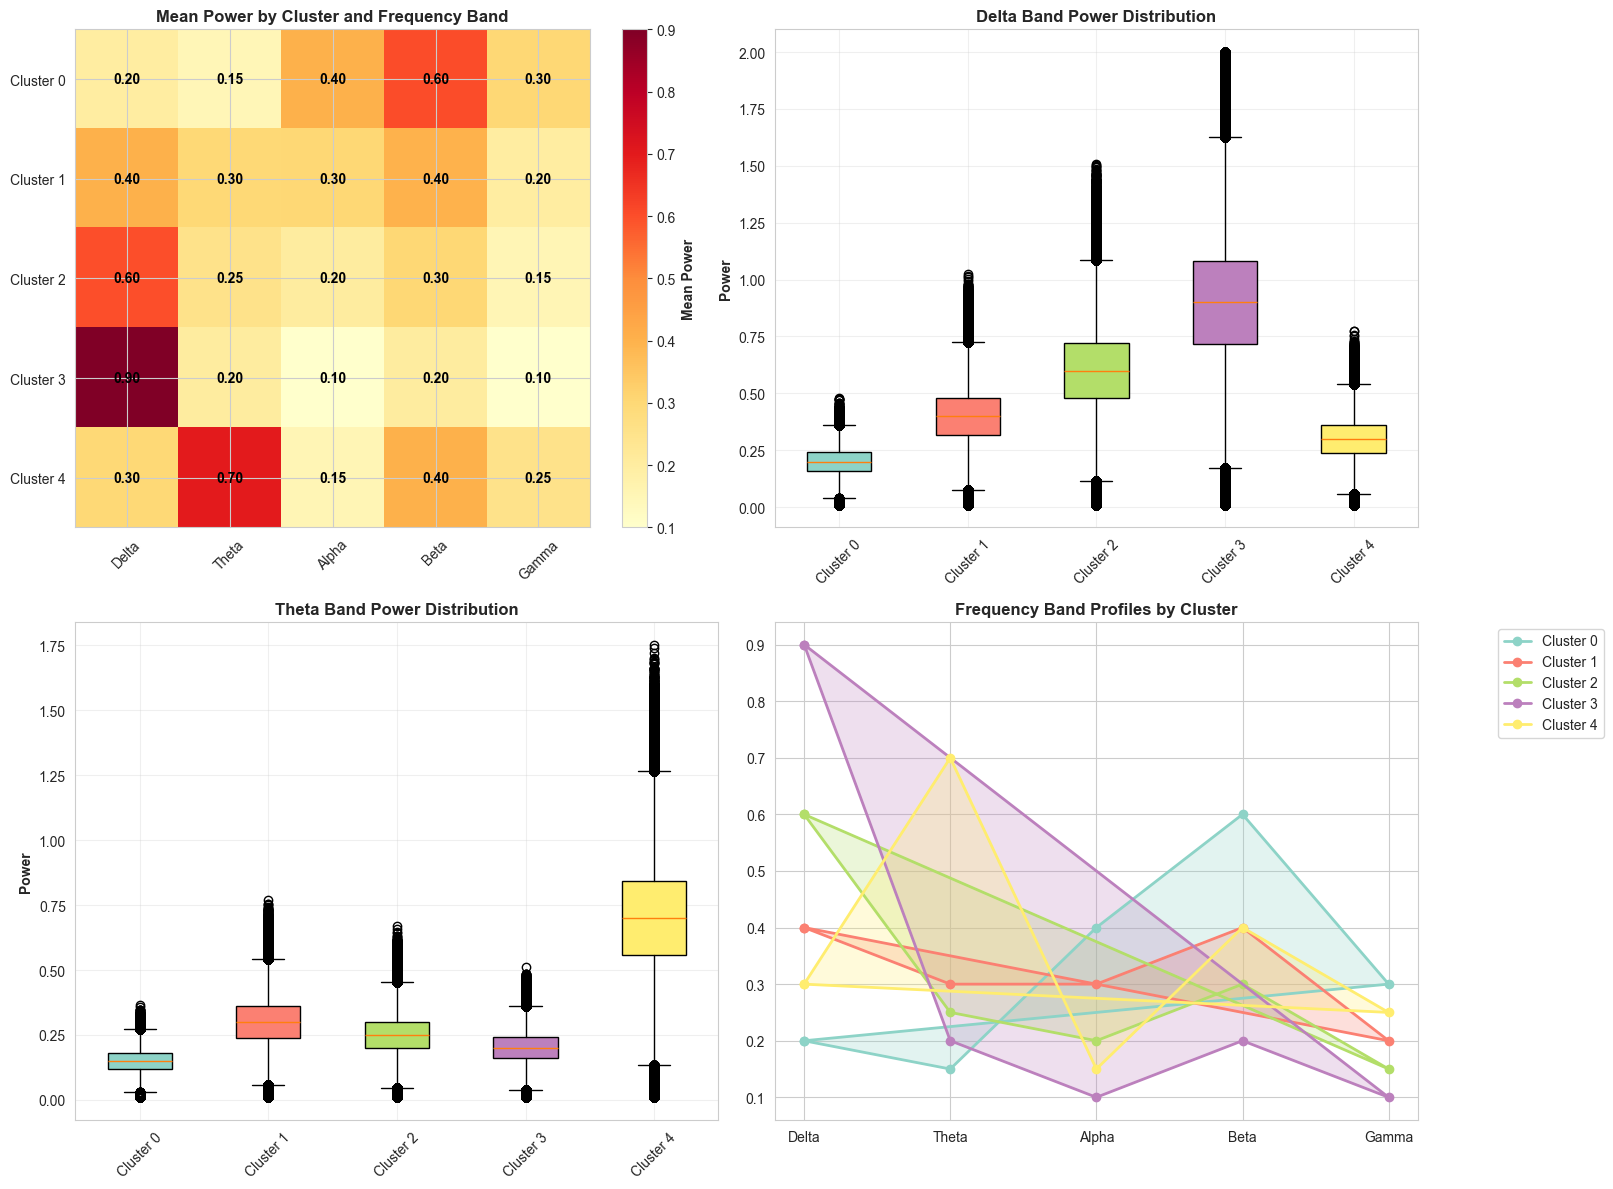 Mean Power by Cluster and Frequency Band
Cluster 0
0.20 0.15 0.40 0.60 0.30
Cluster 1
0.40 0.30 0.30 0.40 0.20
Cluster 2
0.60 0.25 0.20 0.30 0.15
Cluster 3
0.90 0.20 0.10 0.20 0.10
Cluster 4
0.30 0.70 0.15 0.40 0.25
Delta Theta Alpha Beta Gamma
0.9
0.8
0.7
0.6
0.5
0.4
0.3
0.2
0.1
Mean Power
Delta Band Power Distribution
Power
2.00
1.75
1.50
1.25
1.00
0.75
0.50
0.25
0.00
Cluster 0 Cluster 1 Cluster 2 Cluster 3 Cluster 4
Theta Band Power Distribution
Power
1.75
1.50
1.25
1.00
0.75
0.50
0.25
0.00
Cluster 0 Cluster 1 Cluster 2 Cluster 3 Cluster 4
Frequency Band Profiles by Cluster
0.9
0.8
0.7
0.6
0.5
0.4
0.3
0.2
0.1
Delta Theta Alpha Beta Gamma
Cluster 0
Cluster 1
Cluster 2
Cluster 3
Cluster 4